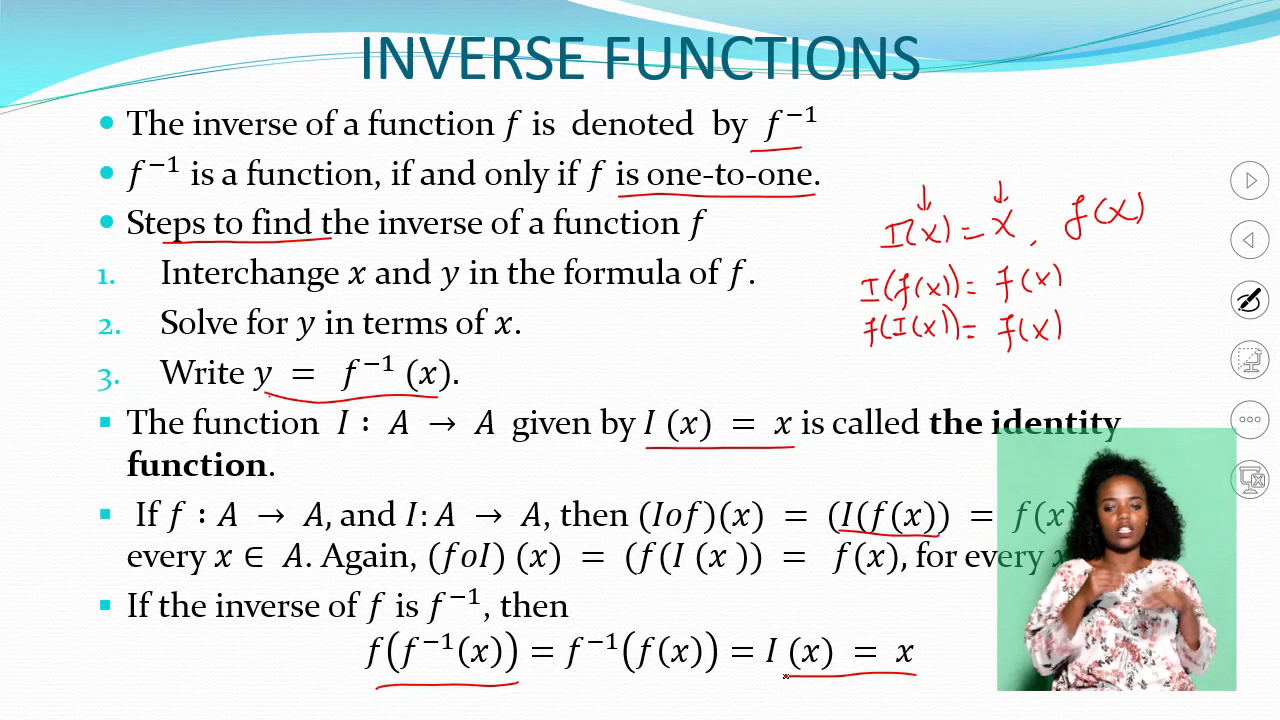 INVERSE FUNCTIONS
• The inverse of a function f is denoted by f⁻¹
• f⁻¹ is a function, if and only if f is one-to-one.
• Steps to find the inverse of a function f
1. Interchange x and y in the formula of f.
2. Solve for y in terms of x.
3. Write y = f⁻¹ (x).
I(x) = x, f(x)
I(f(x)) = f(x)
f(I(x)) = f(x)
▪ The function I : A → A given by I (x) = x is called the identity
function.
▪ If f : A → A, and I: A → A, then (Iof)(x) = (I(f(x)) = f(x)
every x ∈ A. Again, (foI) (x) = (f(I (x )) = f(x), for every x
▪ If the inverse of f is f⁻¹, then
f(f⁻¹(x)) = f⁻¹(f(x)) = I (x) = x